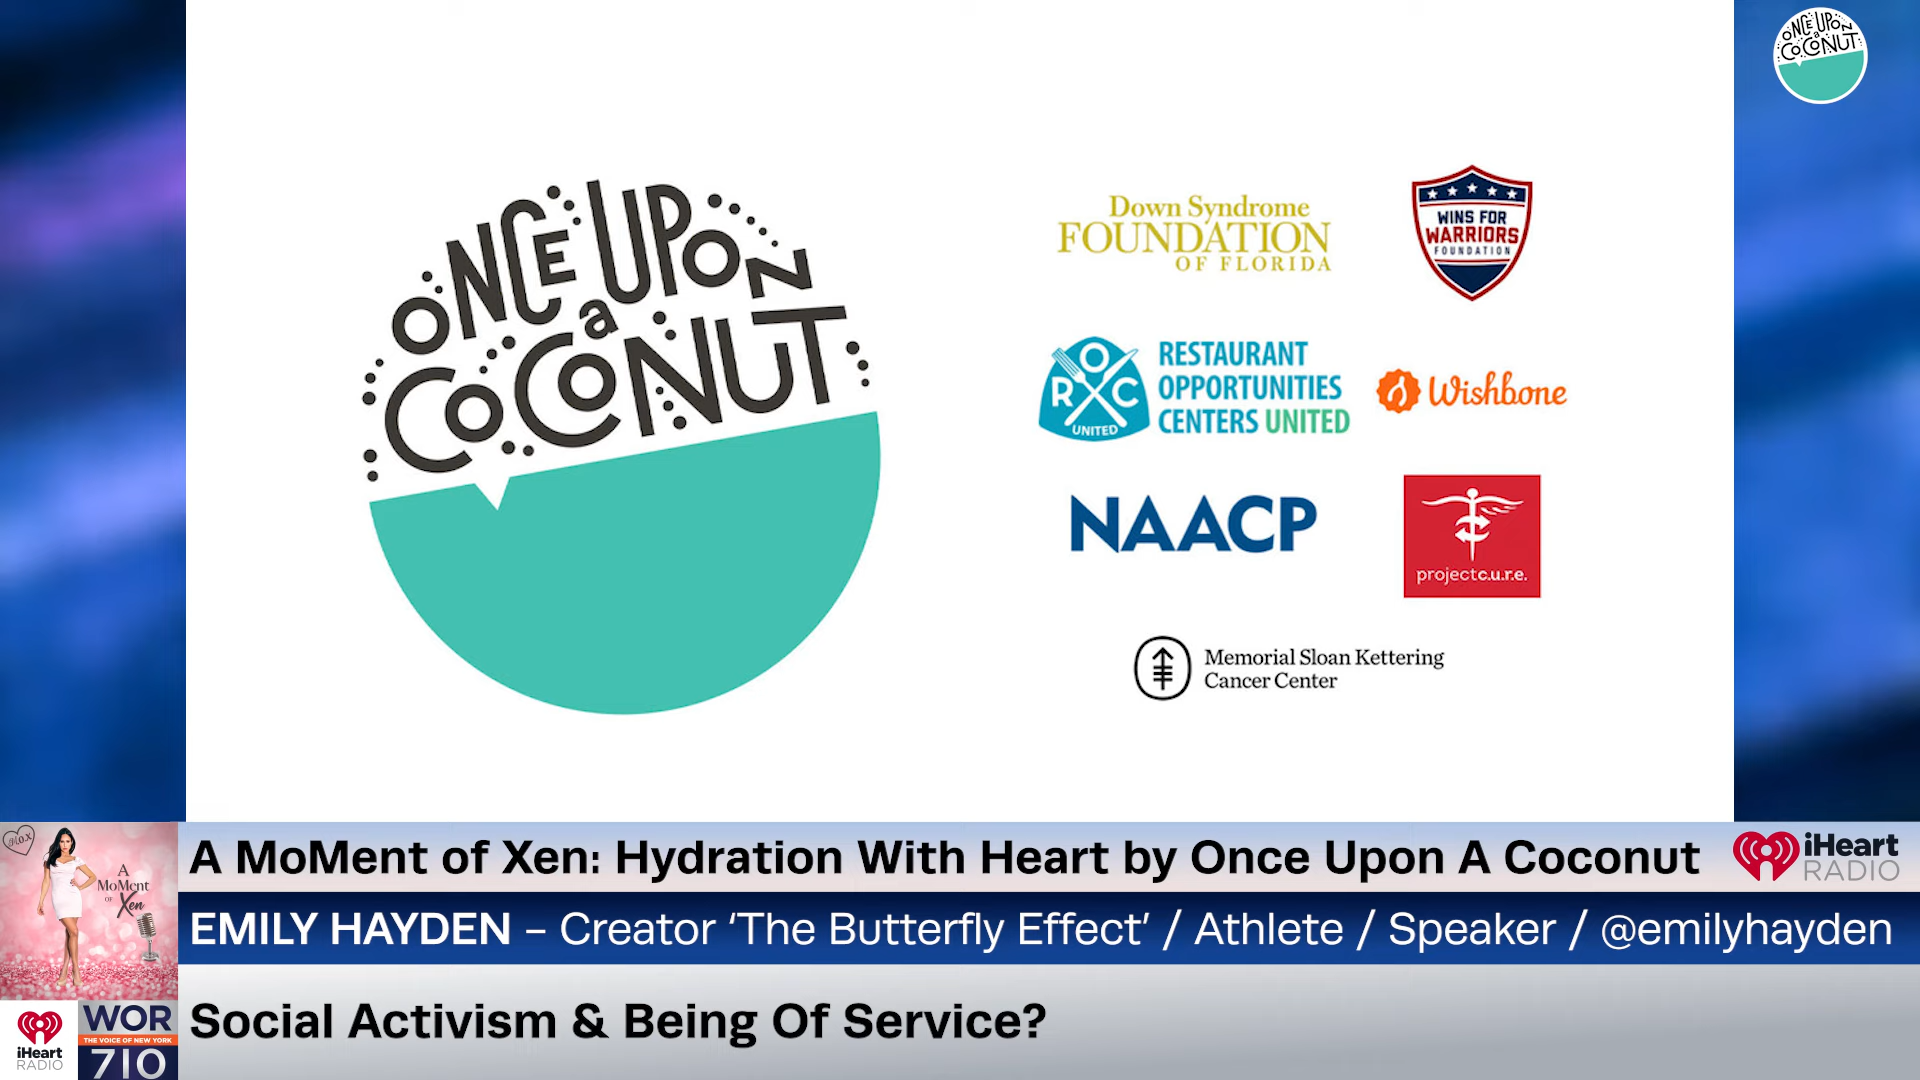 ONCE UPON
a
COCONUT
ONCE UPON
a
COCONUT
Down Syndrome
FOUNDATION
OF FLORIDA
WINS FOR
WARRIORS
FOUNDATION
ROC
UNITED
RESTAURANT
OPPORTUNITIES
CENTERS UNITED
Wishbone
NAACP
projectc.u.r.e.
Memorial Sloan Kettering
Cancer Center
M.O.X
A
MoMent
OF Xen
A MoMent of Xen: Hydration With Heart by Once Upon A Coconut
iHeart
RADIO
EMILY HAYDEN – Creator ‘The Butterfly Effect’ / Athlete / Speaker / @emilyhayden
iHeart
RADIO
WOR
THE VOICE OF NEW YORK
710
Social Activism & Being Of Service?